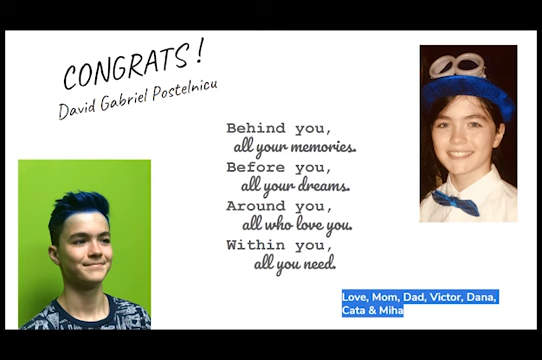 CONGRATS!
David Gabriel Postelnicu
Behind you,
all your memories.
Before you,
all your dreams.
Around you,
all who love you.
Within you,
all you need.
Love, Mom, Dad, Victor, Dana,
Cata & Miha